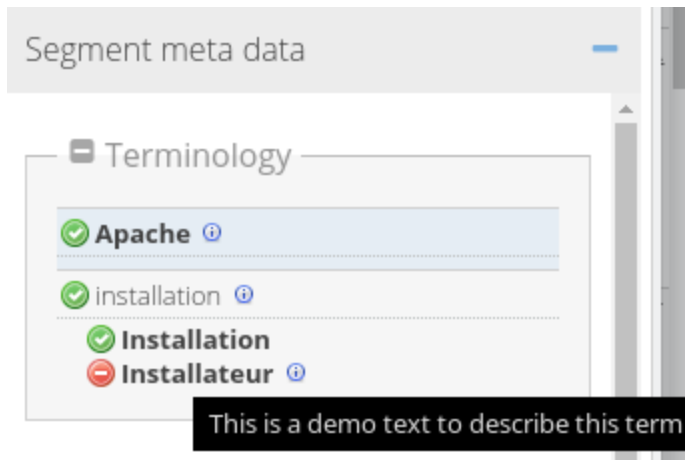 Segment meta data
Terminology
Apache
installation
Installation
Installateur
This is a demo text to describe this term